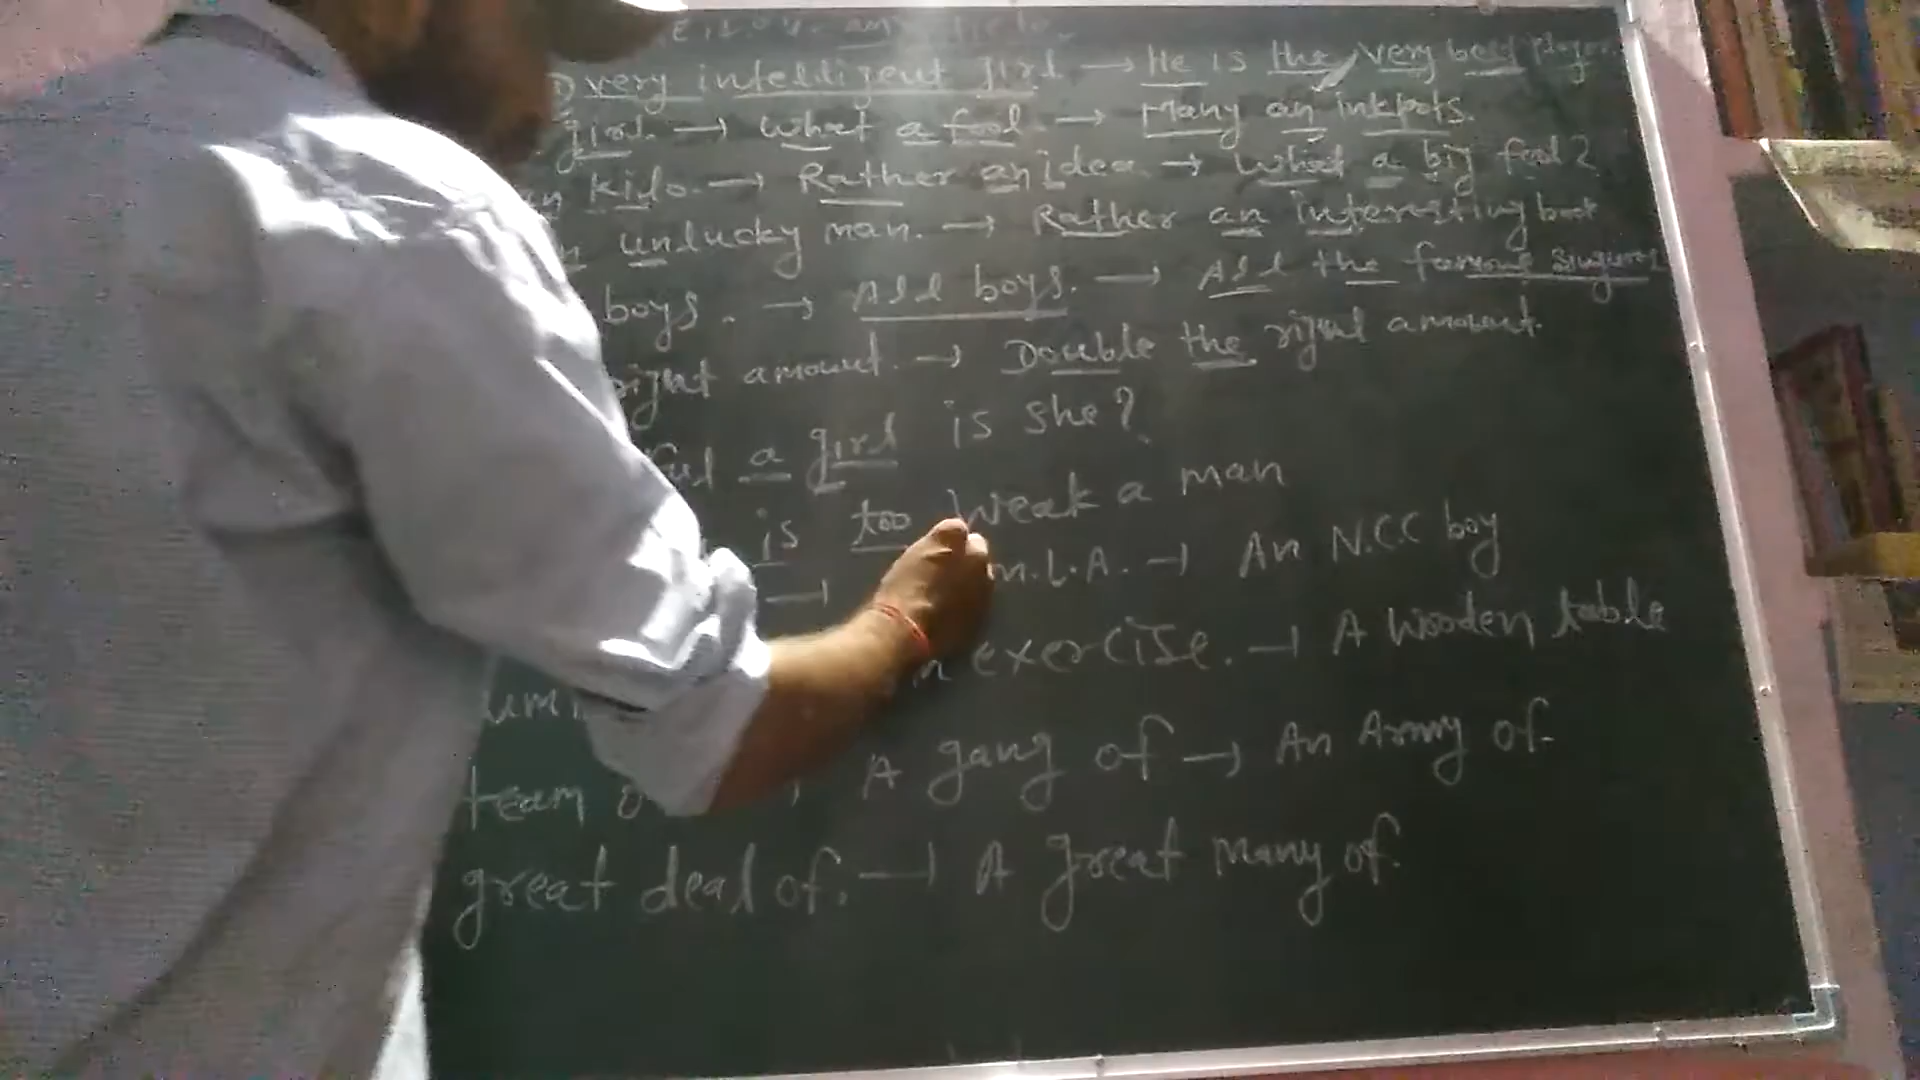 very intelligent girl → He is the very best player
girl. → What a fool. → Many an inkpots.
an kilo. → Rather an idea → What a big fool?
an unlucky man. → Rather an interesting book
boys. → All boys. → All the famous singers
right amount. → Double the right amount.
a girl is she?
is too weak a man
→ M.L.A. → An N.C.C boy
exercise. → A wooden table
team → A gang of → An Army of
great deal of. → A great many of.